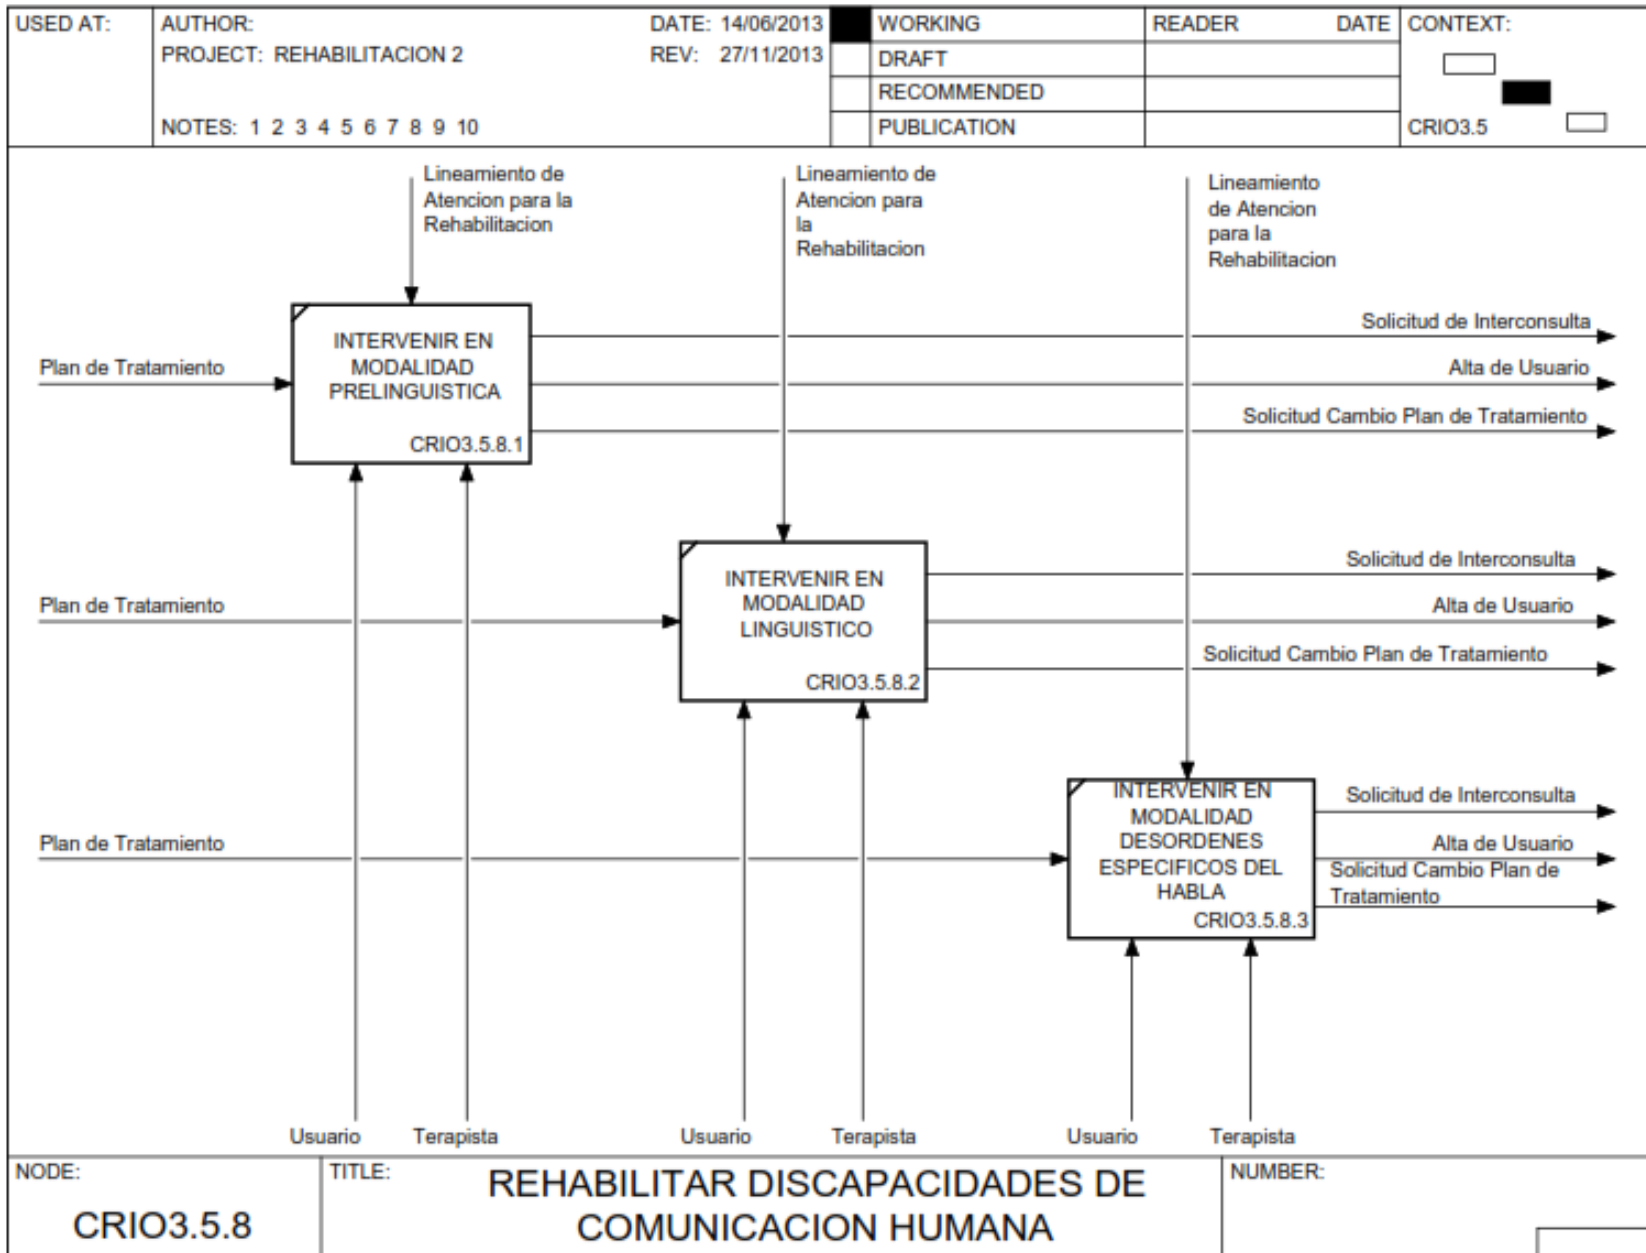 USED AT:
AUTHOR:
DATE: 14/06/2013
PROJECT: REHABILITACION 2
REV: 27/11/2013
NOTES: 1 2 3 4 5 6 7 8 9 10
WORKING
DRAFT
RECOMMENDED
PUBLICATION
READER
DATE
CONTEXT:
CRIO3.5
Lineamiento de
Atencion para la
Rehabilitacion
Lineamiento de
Atencion para
la
Rehabilitacion
Lineamiento
de Atencion
para la
Rehabilitacion
Plan de Tratamiento
INTERVENIR EN
MODALIDAD
PRELINGUISTICA
CRIO3.5.8.1
Solicitud de Interconsulta
Alta de Usuario
Solicitud Cambio Plan de Tratamiento
Plan de Tratamiento
INTERVENIR EN
MODALIDAD
LINGUISTICO
CRIO3.5.8.2
Solicitud de Interconsulta
Alta de Usuario
Solicitud Cambio Plan de Tratamiento
Plan de Tratamiento
INTERVENIR EN
MODALIDAD
DESORDENES
ESPECIFICOS DEL
HABLA
CRIO3.5.8.3
Solicitud de Interconsulta
Alta de Usuario
Solicitud Cambio Plan de
Tratamiento
Usuario
Terapista
Usuario
Terapista
Usuario
Terapista
NODE:
CRIO3.5.8
TITLE:
REHABILITAR DISCAPACIDADES DE
COMUNICACION HUMANA
NUMBER: